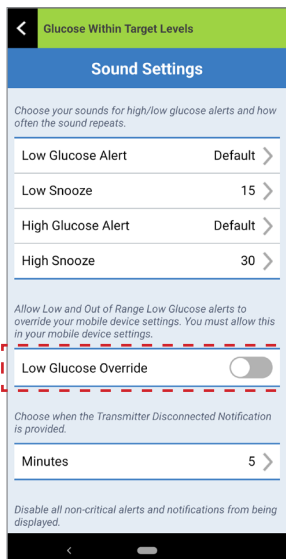 Glucose Within Target Levels
Sound Settings
Choose your sounds for high/low glucose alerts and how
often the sound repeats.
Low Glucose Alert Default
Low Snooze 15
High Glucose Alert Default
High Snooze 30
Allow Low and Out of Range Low Glucose alerts to
override your mobile device settings. You must allow this
in your mobile device settings.
Low Glucose Override
Choose when the Transmitter Disconnected Notification
is provided.
Minutes 5
Disable all non-critical alerts and notifications from being
displayed.